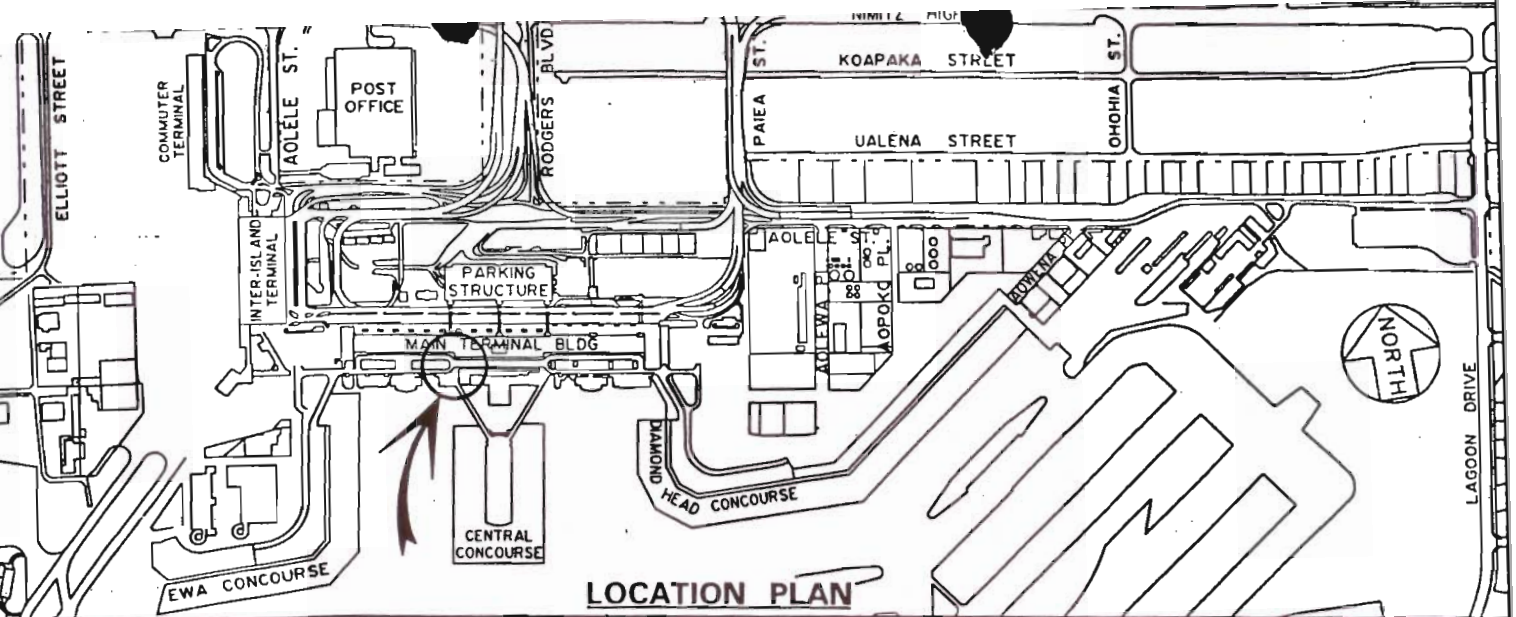 NIMITZ
KOAPAKA STREET
ST.
ST.
ELLIOTT STREET
COMMUTER
TERMINAL
AOLELE ST.
POST
OFFICE
RODGERS BLVD.
PAIEA
OHOHIA
UALENA STREET
INTER-ISLAND
TERMINAL
AOLELE ST.
PARKING
STRUCTURE
AOWENA
AOLEWA
AOPOKO PL.
MAIN TERMINAL BLDG
NORTH
LAGOON DRIVE
DIAMOND
HEAD CONCOURSE
CENTRAL
CONCOURSE
EWA CONCOURSE
LOCATION PLAN